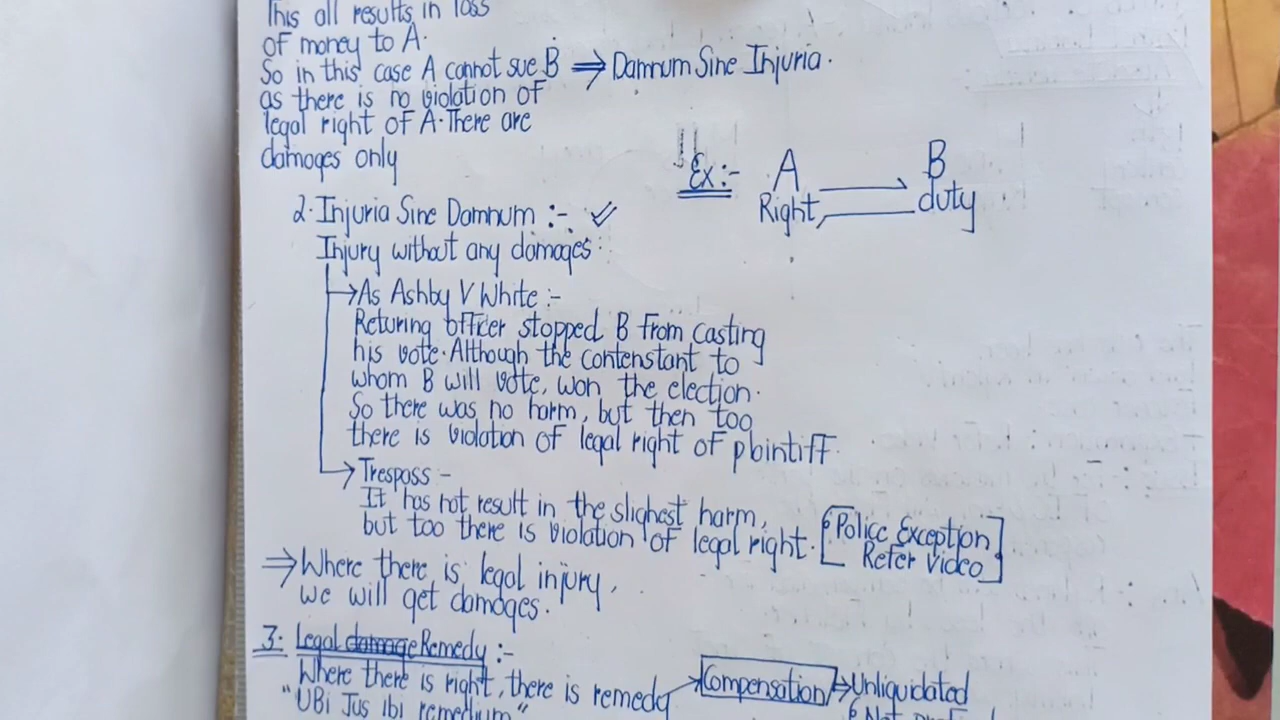 This all results in loss
of money to A.
So in this case A cannot sue B ⇒ Damnum Sine Injuria.
as there is no violation of
legal right of A. There are
damages only
Ex:- A → B
Right duty
2. Injuria Sine Damnum :- ✓
Injury without any damages:
→ As Ashby V White :-
Returing officer stopped B from casting
his vote. Although the contenstant to
whom B will vote, won the election.
So there was no harm, but then too
there is violation of legal right of plaintiff.
→ Trespass :-
It has not result in the slighest harm,
but too there is violation of legal right. [Police Exception
Refer Video]
⇒ Where there is legal injury,
we will get damages.
3. Legal damage Remedy :-
Where there is right, there is remedy → Compensation ⇒ Unliquidated
"UBi Jus ibi remedium"